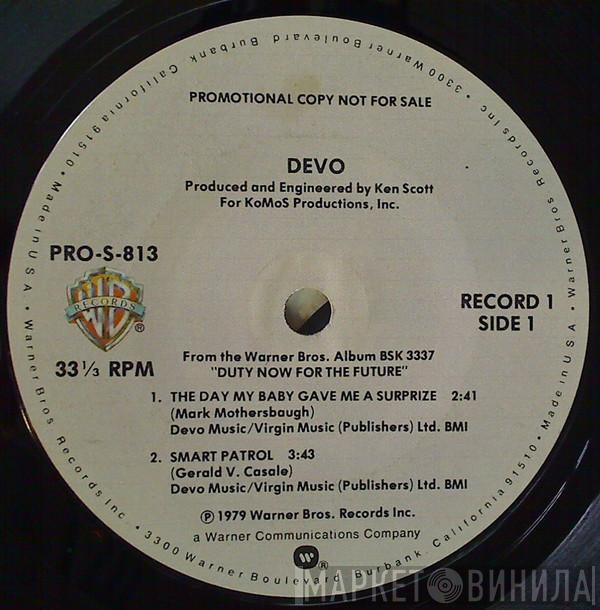 Warner Bros. Records Inc • 3300 Warner Boulevard Burbank, California 91510 • Made in USA • Warner Bros Records Inc. • 3300 Warner Boulevard Burbank, California 91510 • Made in USA •
PROMOTIONAL COPY NOT FOR SALE
DEVO
Produced and Engineered by Ken Scott
For KoMoS Productions, Inc.
PRO-S-813
WB
RECORDS
®
RECORD 1
SIDE 1
33⅓ RPM
From the Warner Bros. Album BSK 3337
"DUTY NOW FOR THE FUTURE"
1. THE DAY MY BABY GAVE ME A SURPRIZE 2:41
(Mark Mothersbaugh)
Devo Music/Virgin Music (Publishers) Ltd. BMI
2. SMART PATROL 3:43
(Gerald V. Casale)
Devo Music/Virgin Music (Publishers) Ltd. BMI
℗ 1979 Warner Bros. Records Inc.
a Warner Communications Company
®
МАРКЕТ ВИНИЛА